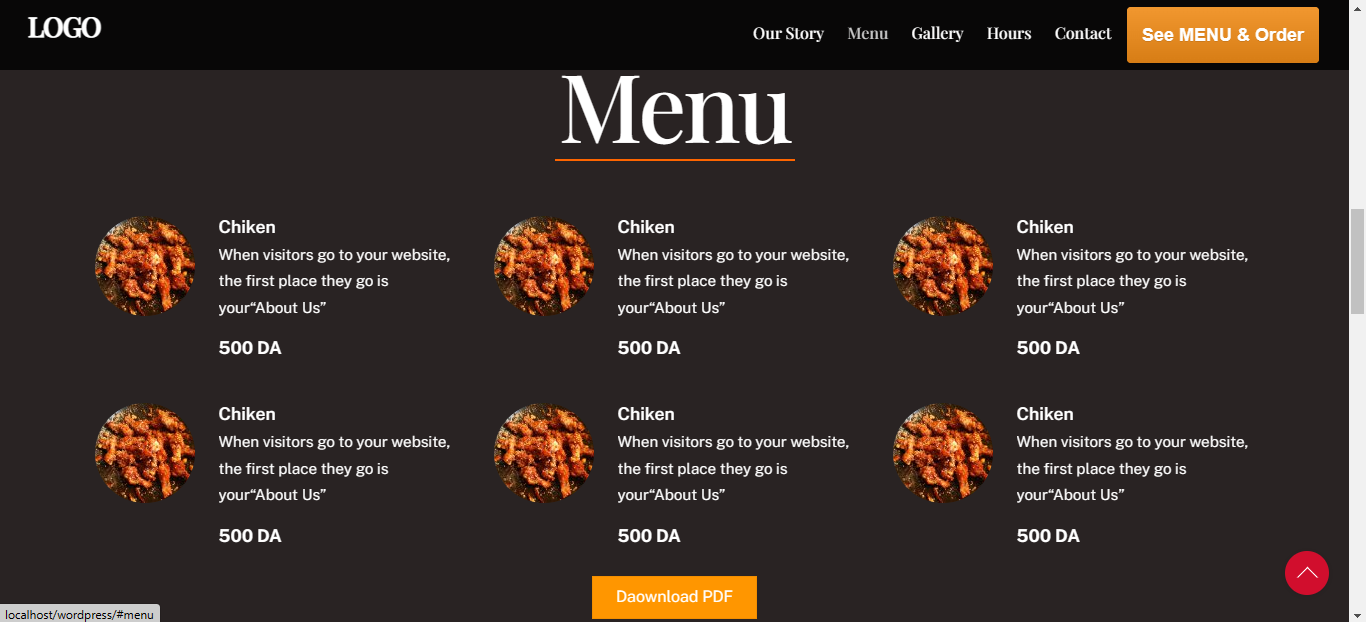 LOGO
Our Story Menu Gallery Hours Contact See MENU & Order
Menu
Chiken
When visitors go to your website,
the first place they go is
your“About Us”
500 DA
Chiken
When visitors go to your website,
the first place they go is
your“About Us”
500 DA
Chiken
When visitors go to your website,
the first place they go is
your“About Us”
500 DA
Chiken
When visitors go to your website,
the first place they go is
your“About Us”
500 DA
Chiken
When visitors go to your website,
the first place they go is
your“About Us”
500 DA
Chiken
When visitors go to your website,
the first place they go is
your“About Us”
500 DA
Daownload PDF
localhost/wordpress/#menu